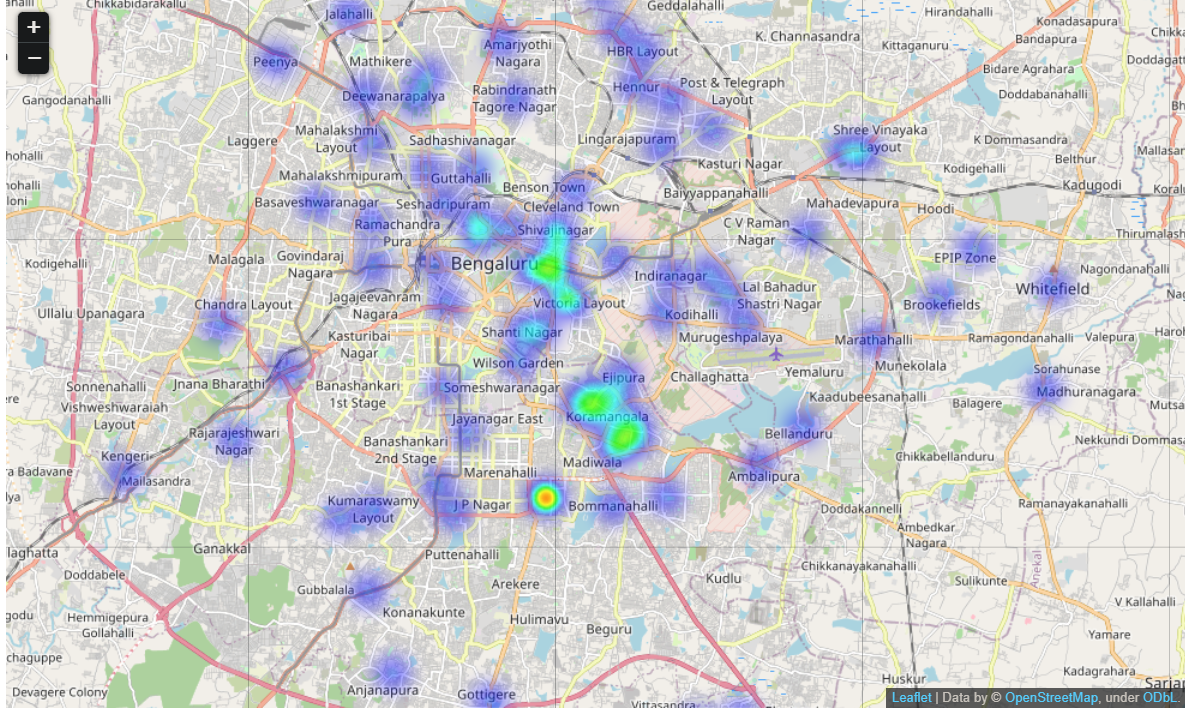 +
−
Chikkabidarakallu
Jalahalli
Geddalahalli
Hirandahalli
Konadasapura
Amarjyothi
Nagara
HBR Layout
K. Channasandra
Kittaganuru
Bandapura
Peenya
Mathikere
Bidare Agrahara
Gangodanahalli
Deewanarapalya
Rabindranath
Tagore Nagar
Hennur
Post & Telegraph
Layout
Doddabanahalli
Laggere
Mahalakshmi
Layout
Sadhashivanagar
Lingarajapuram
Shree Vinayaka
Layout
K Dommasandra
Belthur
Mahalakshmipuram
Guttahalli
Benson Town
Kasturi Nagar
Kodigehalli
Kadugodi
Basaveshwaranagar
Seshadripuram
Cleveland Town
Baiyyappanahalli
Mahadevapura
Hoodi
Ramachandra
Pura
Shivajinagar
C V Raman
Nagar
Kodigehalli
Malagala
Govindaraj
Nagara
Bengaluru
Indiranagar
EPIP Zone
Nagondanahalli
Ullalu Upanagara
Chandra Layout
Jagajeevanram
Nagara
Victoria Layout
Lal Bahadur
Shastri Nagar
Brookefields
Whitefield
Kasturibai
Nagar
Shanti Nagar
Kodihalli
Murugeshpalaya
Marathahalli
Ramagondanahalli
Valepura
Wilson Garden
Yemaluru
Munekolala
Sorahunase
Sonnenahalli
Jnana Bharathi
Banashankari
1st Stage
Someshwaranagar
Ejipura
Challaghatta
Kaadubeesanahalli
Madhuranagara
Vishweshwaraiah
Layout
Jayanagar East
Koramangala
Balagere
Rajarajeshwari
Nagar
Banashankari
2nd Stage
Bellanduru
Nekkundi Dommasa
Kengeri
Mailasandra
Marenahalli
Madiwala
Ambalipura
Chikkabellanduru
Kumaraswamy
Layout
J P Nagar
Bommanahalli
Doddakannelli
Ramanayakanahalli
Ambedkar
Nagara
Ganakkal
Puttenahalli
Chikkanayakanahalli
Anekal
Doddabele
Gubbalala
Arekere
Kudlu
Sulikunte
Hemmigepura
Gollahalli
Konanakunte
Hulimavu
Beguru
V Kallahalli
Yamare
Anjanapura
Gottigere
Kadagrahara
Devagere Colony
Vittasandra
Huskur
Leaflet | Data by © OpenStreetMap, under ODbL.